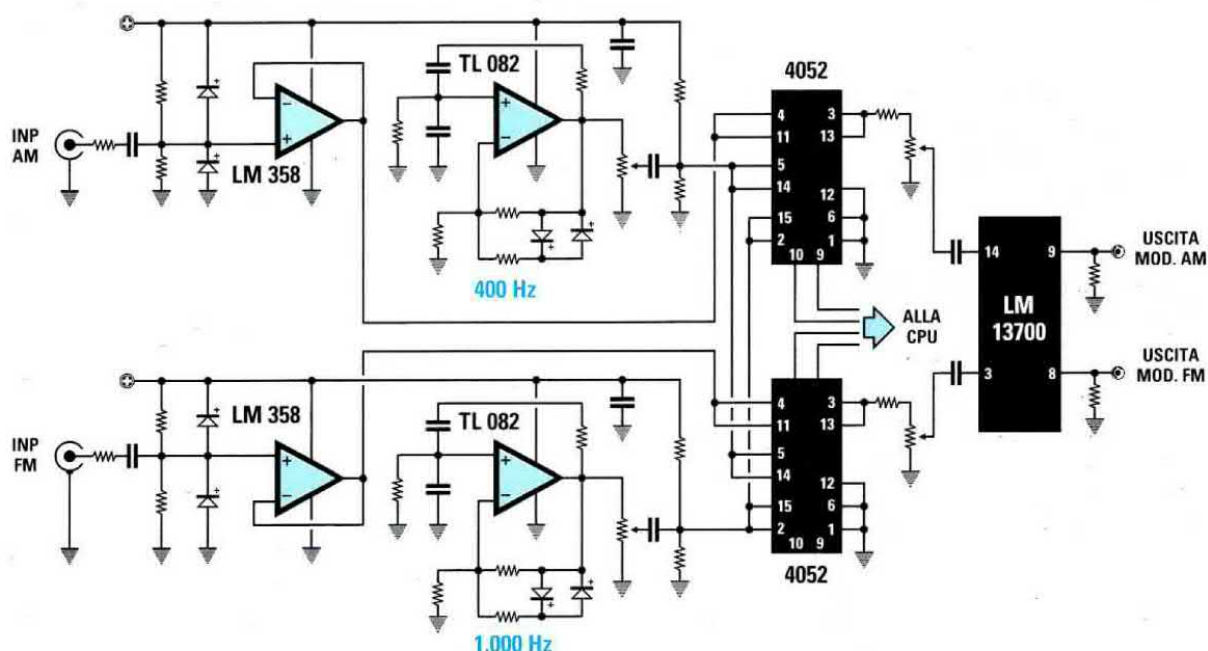 INP
AM
LM 358
TL 082
400 Hz
4052
4
11
5
14
15
2
10
9
3
13
12
6
1
ALLA
CPU
14
3
LM
13700
9
8
USCITA
MOD. AM
USCITA
MOD. FM
INP
FM
LM 358
TL 082
1.000 Hz
4
11
5
14
15
2
10
9
3
13
12
6
1
4052